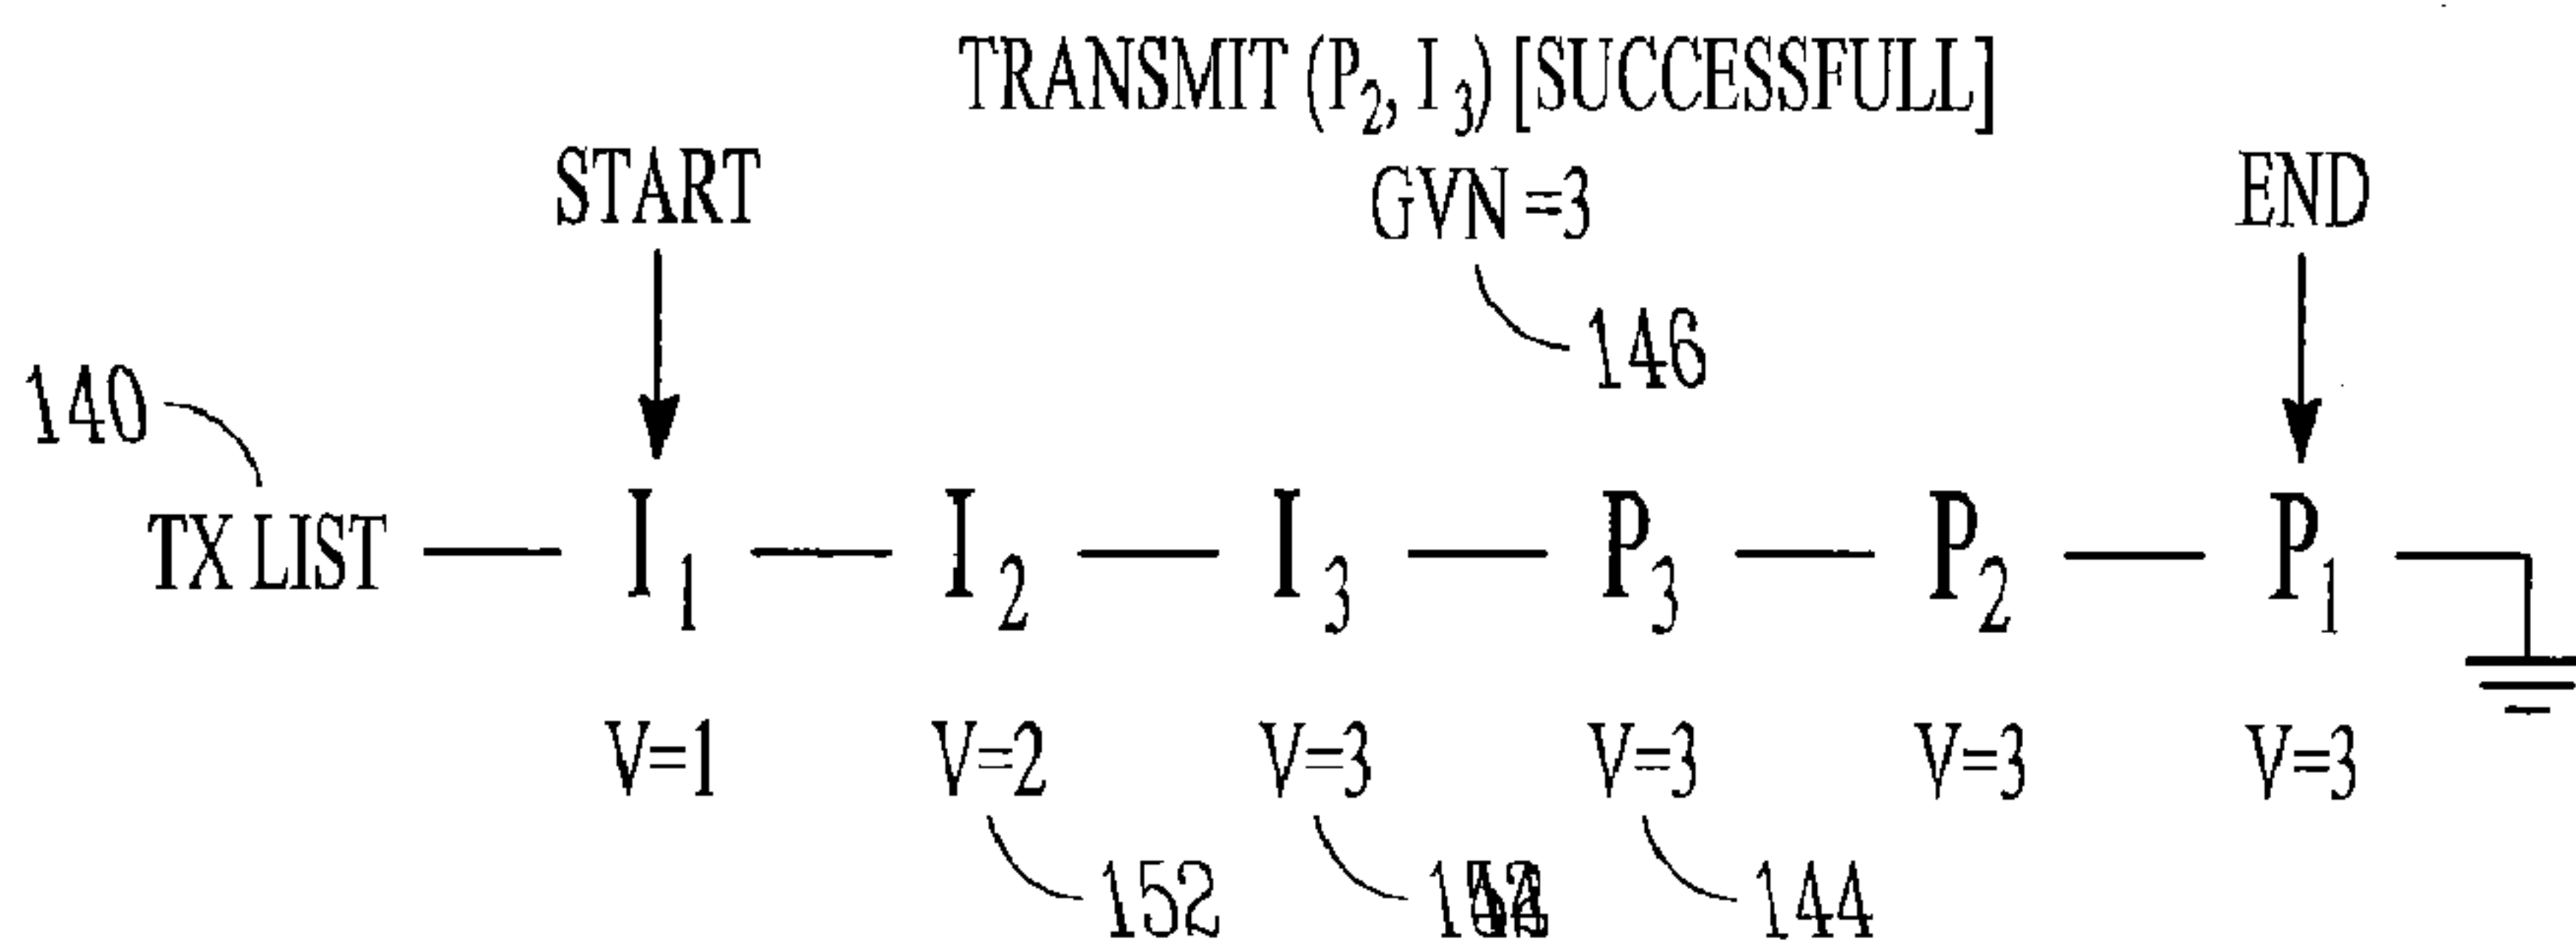 TRANSMIT (P2, I3) [SUCCESSFULL]
START
GVN =3
END
146
140
TX LIST — I1 — I2 — I3 — P3 — P2 — P1
V=1 V=2 V=3 V=3 V=3 V=3
152 144